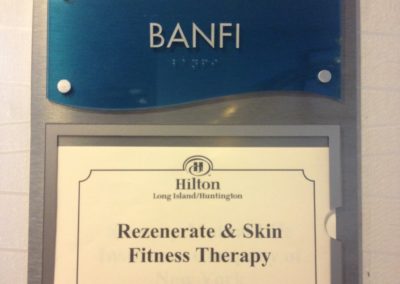 BANFI
H
Hilton
Long Island/Huntington
Rezenerate & Skin
Fitness Therapy